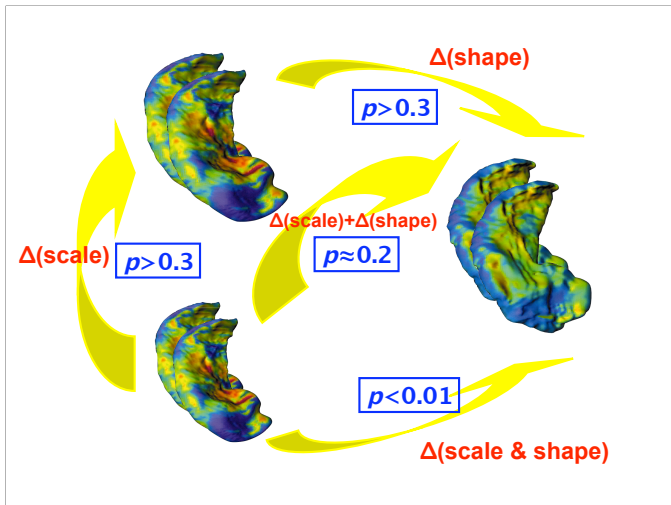 Δ(shape)
p>0.3
Δ(scale)+Δ(shape)
Δ(scale)
p>0.3
p≈0.2
p<0.01
Δ(scale & shape)